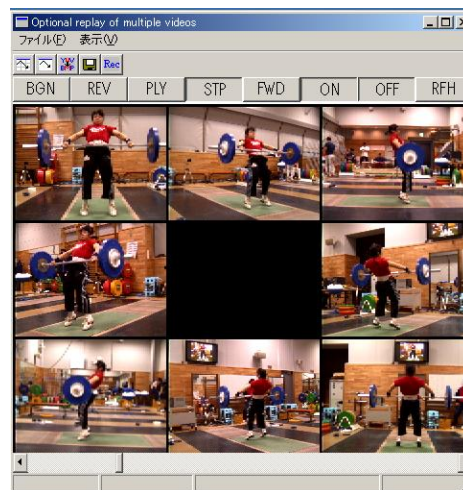 Optional replay of multiple videos
ファイル(F) 表示(V)
Rec
BGN REV PLY STP FWD ON OFF RFH